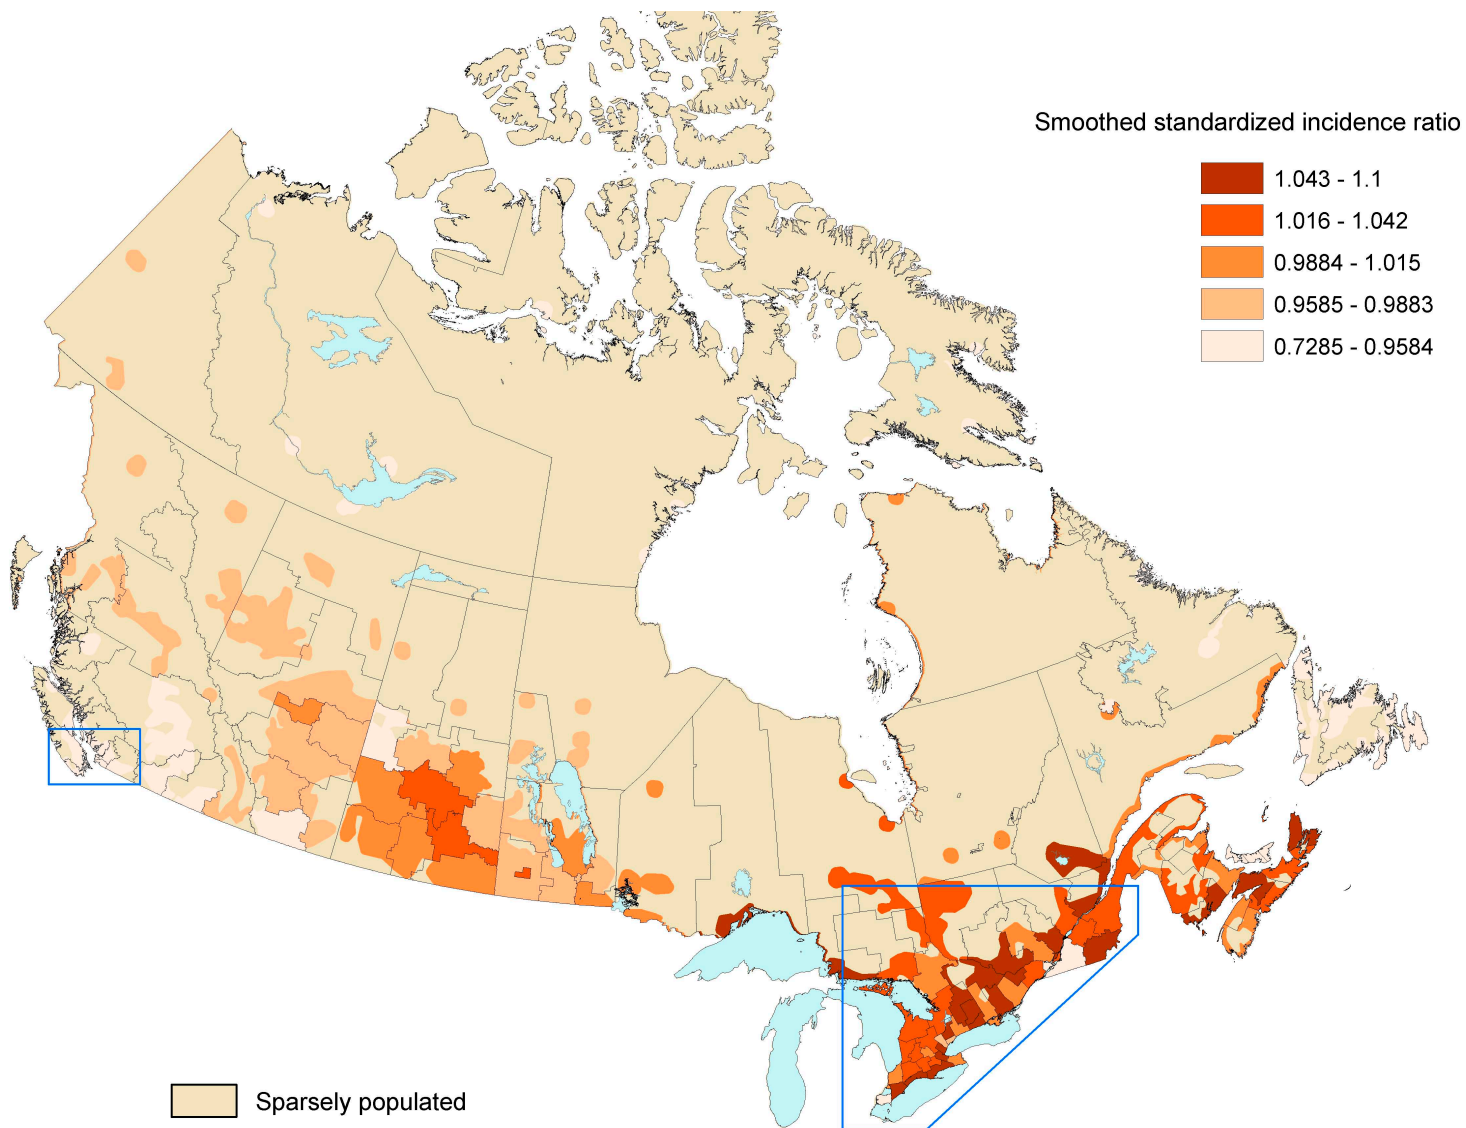 Smoothed standardized incidence ratio
1.043 - 1.1
1.016 - 1.042
0.9884 - 1.015
0.9585 - 0.9883
0.7285 - 0.9584
Sparsely populated